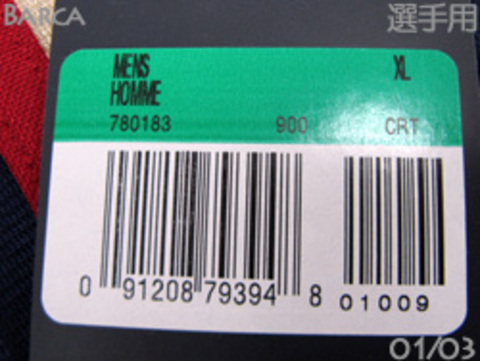 BARCA 選手用
MENS XL
HOMME
780183 900 CRT
0 91208 79394 8 01009
01/03